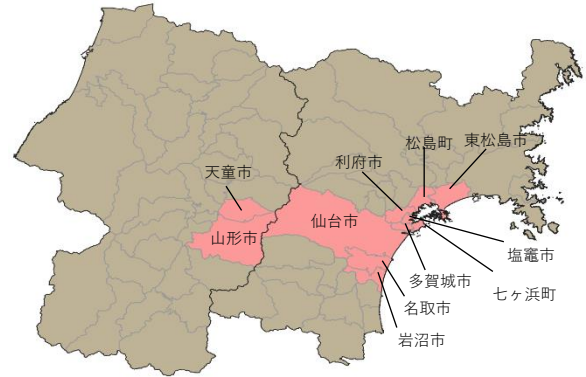 松島町
東松島市
利府市
天童市
仙台市
山形市
塩竈市
多賀城市
七ヶ浜町
名取市
岩沼市